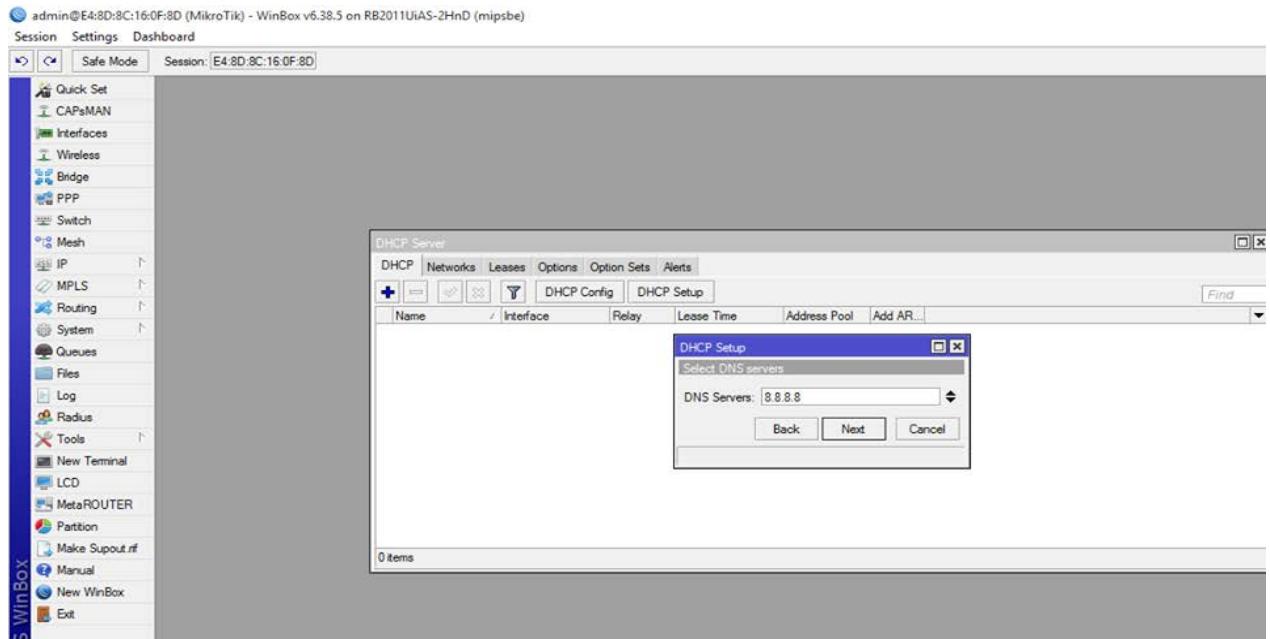 admin@E4:8D:8C:16:0F:8D (MikroTik) - WinBox v6.38.5 on RB2011UiAS-2HnD (mipsbe)
Session Settings Dashboard
Safe Mode Session: E4:8D:8C:16:0F:8D
Quick Set
CAPsMAN
Interfaces
Wireless
Bridge
PPP
Switch
Mesh
IP
MPLS
Routing
System
Queues
Files
Log
Radius
Tools
New Terminal
LCD
MetaROUTER
Partition
Make Supout.rif
Manual
New WinBox
Exit
S WinBox
DHCP Server
DHCP Networks Leases Options Option Sets Alerts
DHCP Config DHCP Setup Find
Name Interface Relay Lease Time Address Pool Add AR...
DHCP Setup
Select DNS servers
DNS Servers: 8.8.8.8
Back Next Cancel
0 items